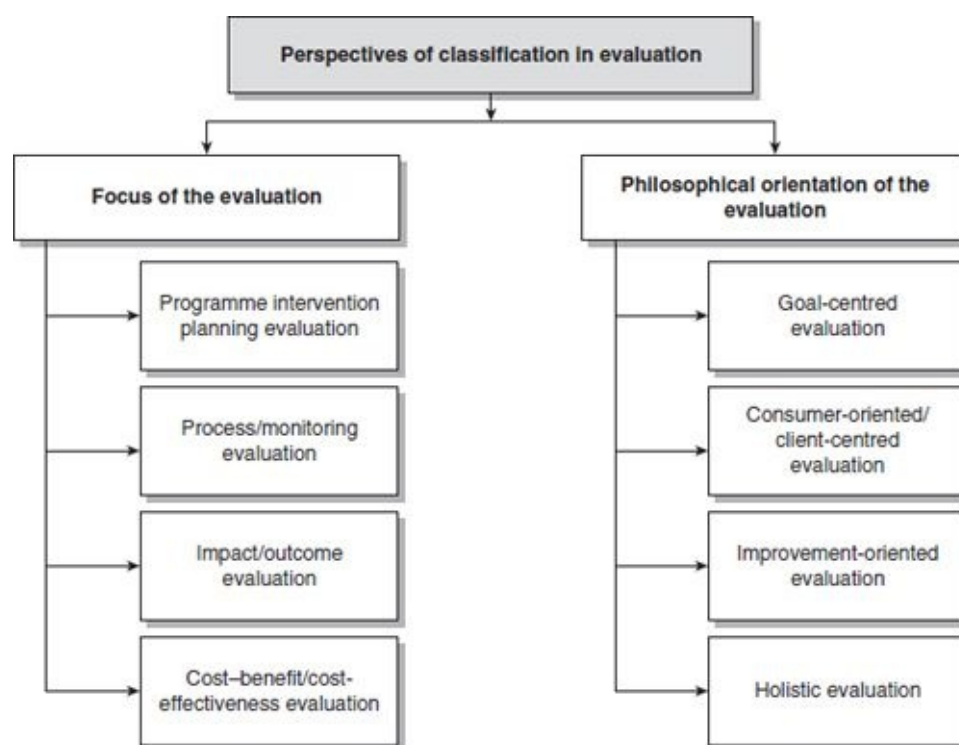 Perspectives of classification in evaluation
Focus of the evaluation
Programme intervention
planning evaluation
Process/monitoring
evaluation
Impact/outcome
evaluation
Cost–benefit/cost-
effectiveness evaluation
Philosophical orientation of the
evaluation
Goal-centred
evaluation
Consumer-oriented/
client-centred
evaluation
Improvement-oriented
evaluation
Holistic evaluation